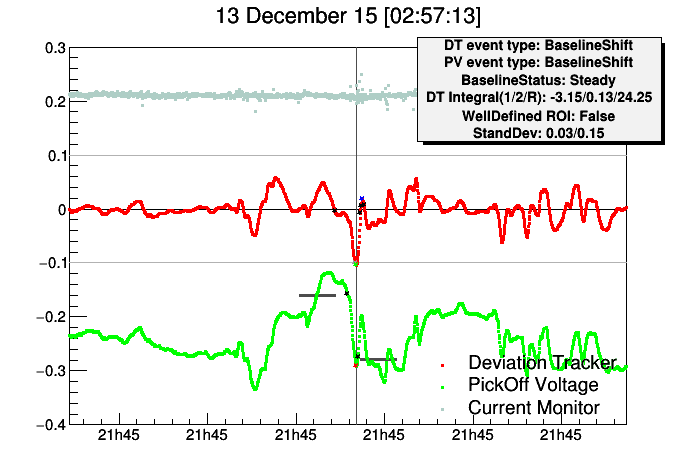 13 December 15 [02:57:13]
DT event type: BaselineShift
PV event type: BaselineShift
BaselineStatus: Steady
DT Integral(1/2/R): -3.15/0.13/24.25
WellDefined ROI: False
StandDev: 0.03/0.15
0.3
0.2
0.1
0
−0.1
−0.2
−0.3
−0.4
Deviation Tracker
PickOff Voltage
Current Monitor
21h45 21h45 21h45 21h45 21h45 21h45